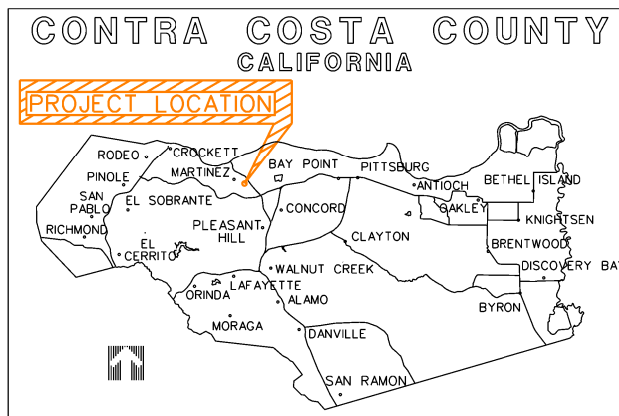 CONTRA COSTA COUNTY
CALIFORNIA
PROJECT LOCATION
RODEO
CROCKETT
MARTINEZ
BAY POINT
PITTSBURG
PINOLE
ANTIOCH
BETHEL ISLAND
SAN
PABLO
EL SOBRANTE
CONCORD
OAKLEY
KNIGHTSEN
RICHMOND
PLEASANT
HILL
CLAYTON
EL
CERRITO
BRENTWOOD
WALNUT CREEK
DISCOVERY BAY
LAFAYETTE
ORINDA
ALAMO
BYRON
MORAGA
DANVILLE
SAN RAMON